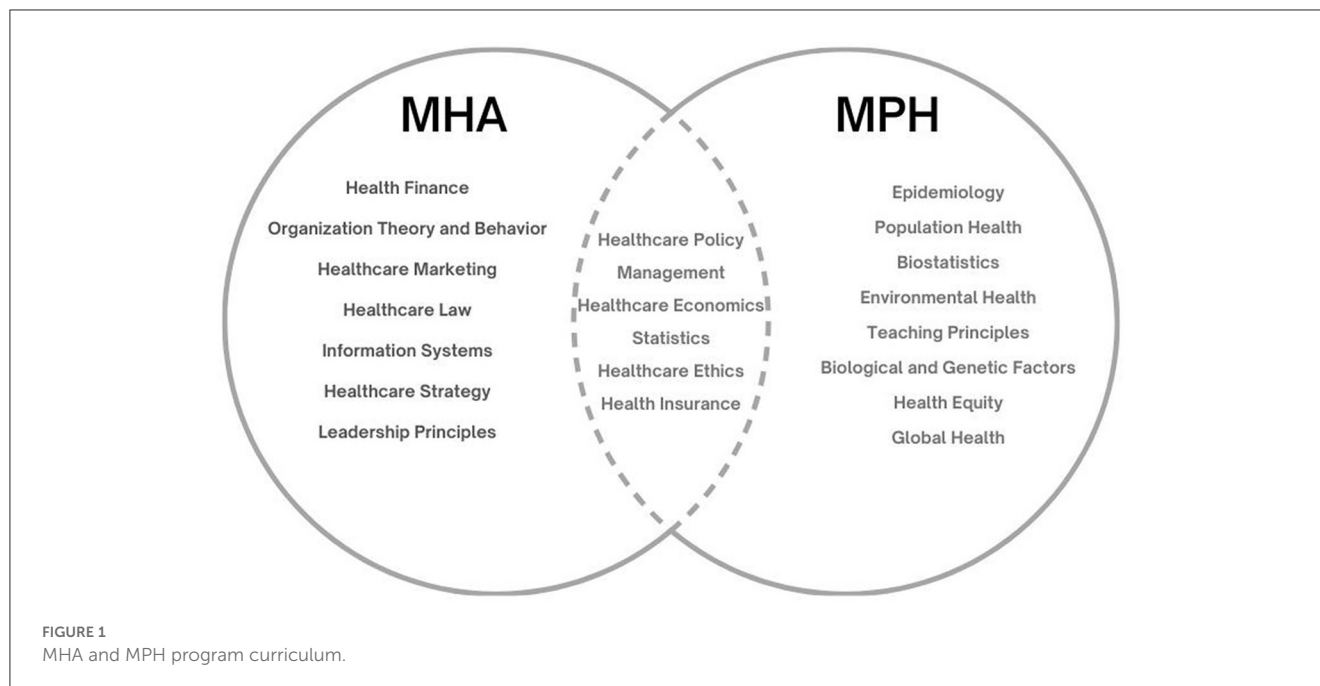 MHA
Health Finance
Organization Theory and Behavior
Healthcare Marketing
Healthcare Law
Information Systems
Healthcare Strategy
Leadership Principles
Healthcare Policy
Management
Healthcare Economics
Statistics
Healthcare Ethics
Health Insurance
MPH
Epidemiology
Population Health
Biostatistics
Environmental Health
Teaching Principles
Biological and Genetic Factors
Health Equity
Global Health
FIGURE 1
MHA and MPH program curriculum.